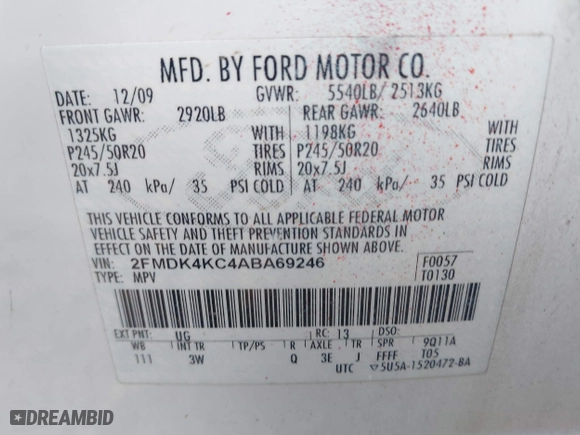 MFD. BY FORD MOTOR CO.
DATE: 12/09 GVWR: 5540LB/ 2513KG
FRONT GAWR: 2920LB REAR GAWR: 2640LB
1325KG WITH 1198KG WITH
P245/50R20 TIRES P245/50R20 TIRES
20x7.5J RIMS 20x7.5J RIMS
AT 240 kPa/ 35 PSI COLD AT 240 kPa/ 35 PSI COLD
THIS VEHICLE CONFORMS TO ALL APPLICABLE FEDERAL MOTOR
VEHICLE SAFETY AND THEFT PREVENTION STANDARDS IN
EFFECT ON THE DATE OF MANUFACTURE SHOWN ABOVE.
VIN: 2FMDK4KC4ABA69246 F0057
TYPE: MPV T0130
EXT PNT: UG RC: 13 DSO:
WB INT TR TP/PS R AXLE TR SPR 9Q11A
111 3W Q 3E J FFFF T05
UTC ▽5U5A-1520472-BA
DREAMBID